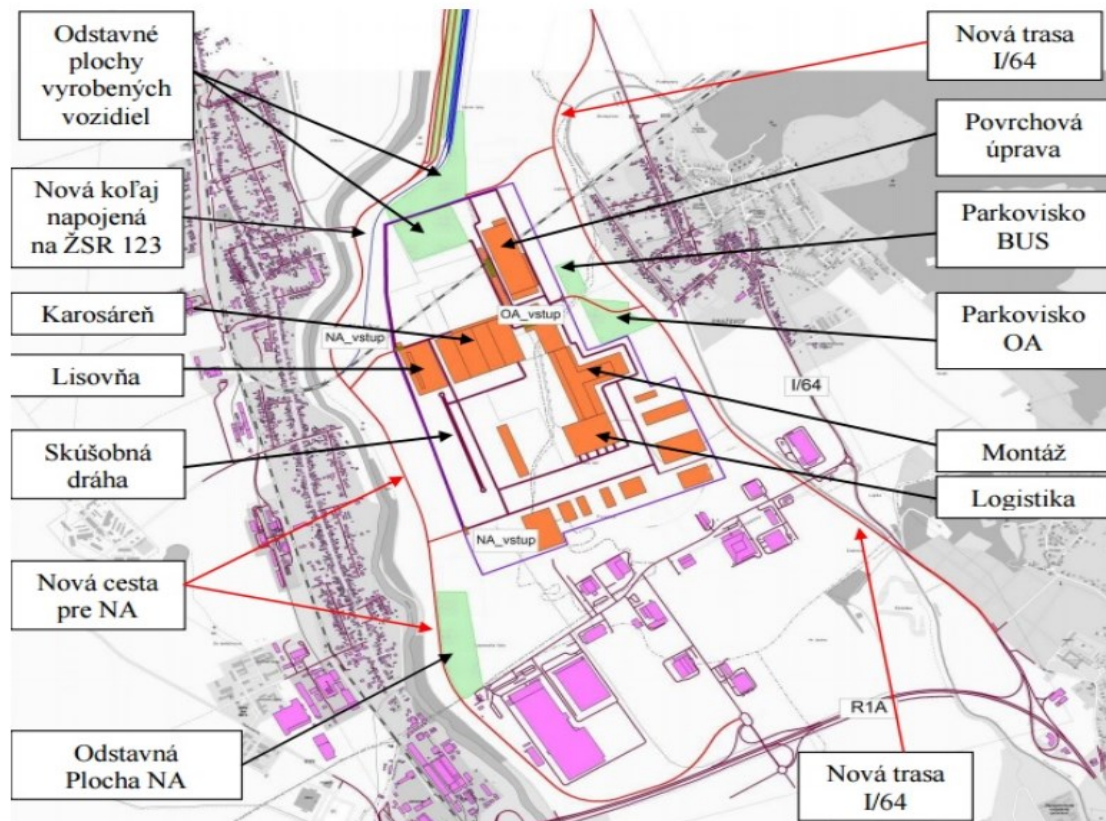 Odstavné
plochy
vyrobených
vozidiel
Nová koľaj
napojená
na ŽSR 123
Karosáreň
Lisovňa
Skúšobná
dráha
Nová cesta
pre NA
Odstavná
Plocha NA
Nová trasa
I/64
Povrchová
úprava
Parkovisko
BUS
Parkovisko
OA
Montáž
Logistika
Nová trasa
I/64
OA_vstup
NA_vstup
I/64
NA_vstup
R1A